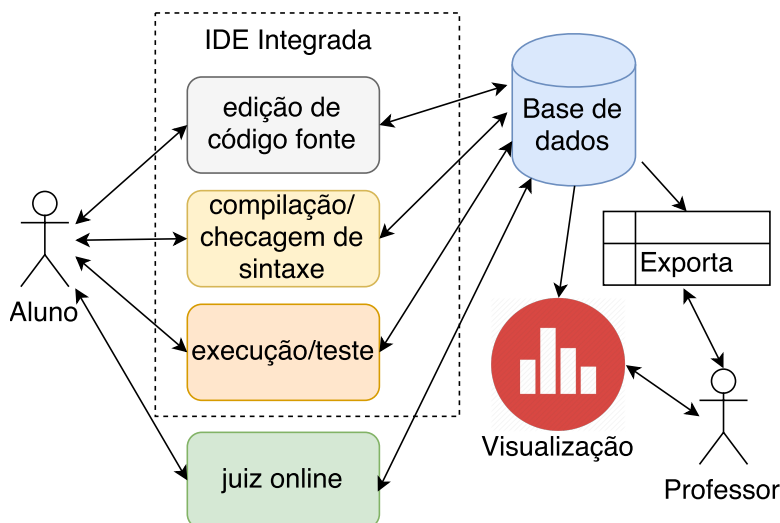 IDE Integrada
edição de
código fonte
Base de
dados
compilação/
checagem de
sintaxe
Exporta
Aluno
execução/teste
Visualização
juiz online
Professor